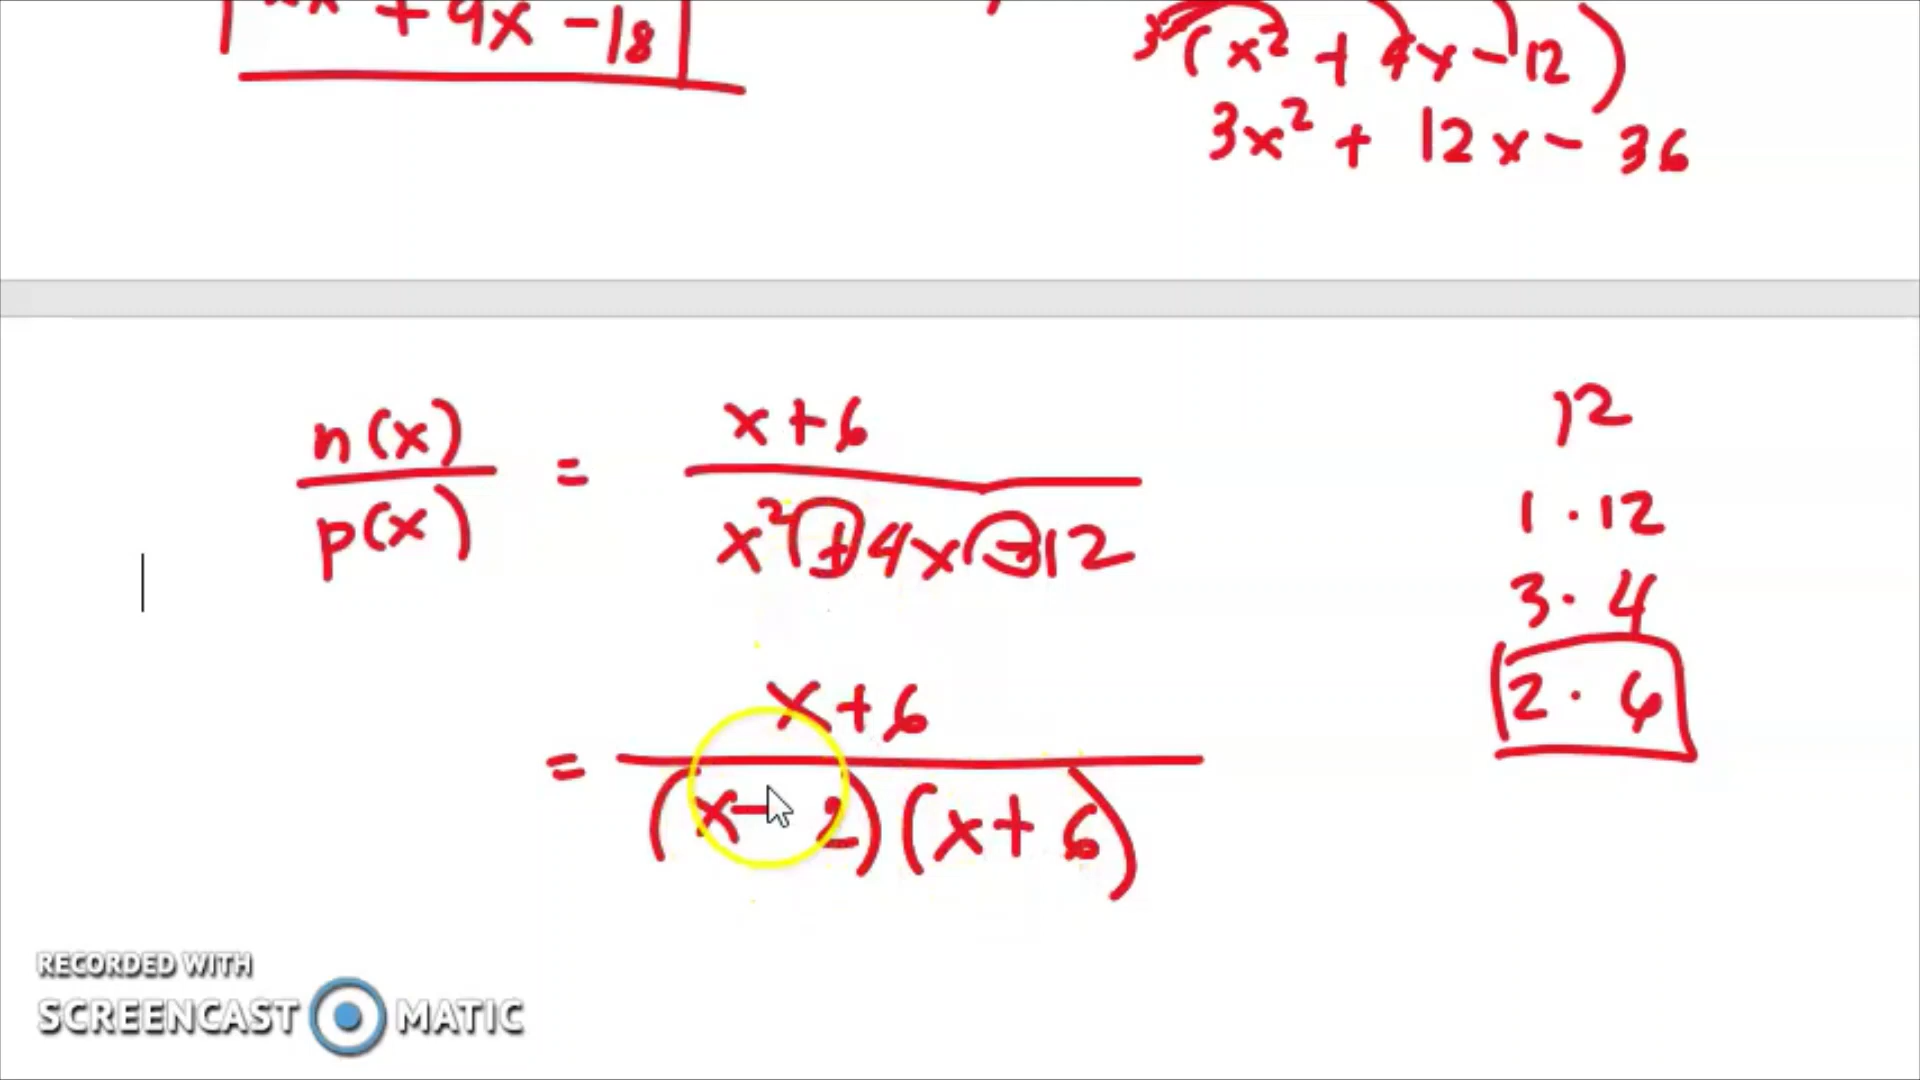 + 9x - 18
3(x² + 4x - 12)
3x² + 12x - 36
n(x)
p(x)
=
x+6
x² + 4x - 12
12
1 · 12
3 · 4
2 · 6
=
x+6
(x - 2)(x + 6)
RECORDED WITH
SCREENCAST MATIC